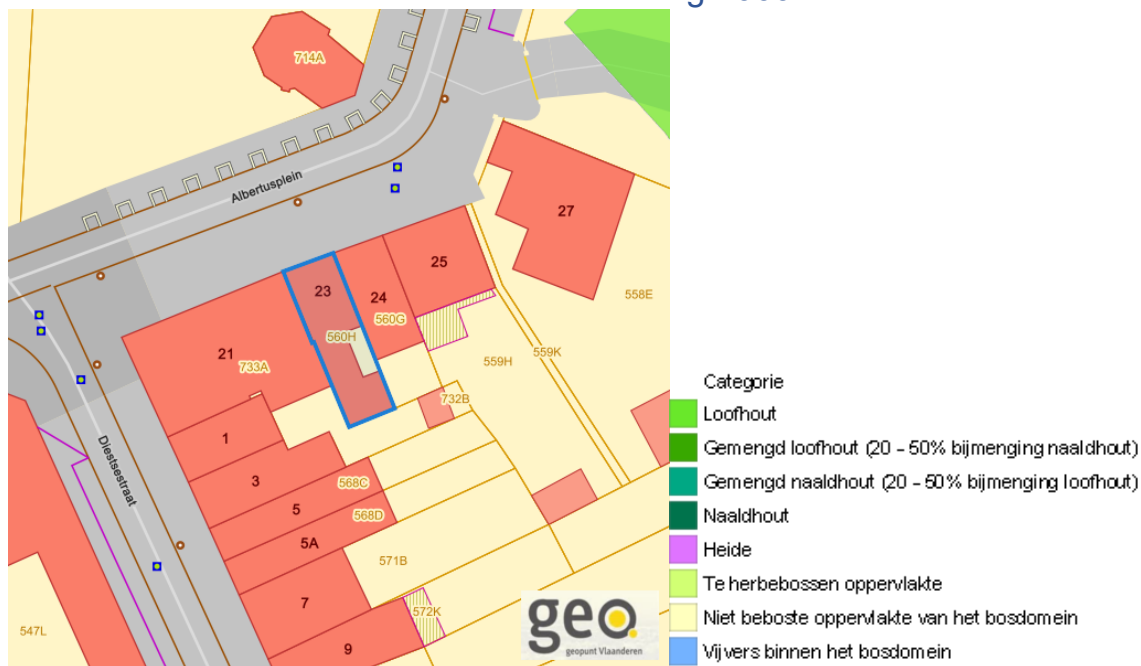 714A
Albertusplein
27
25
23
24
558E
560G
560H
559K
21
559H
733A
Categorie
732B
Loofhout
1
Diestsestraat
Gemengd loofhout (20 - 50% bijmenging naaldhout)
3
568C
Gemengd naaldhout (20 - 50% bijmenging loofhout)
5
568D
Naaldhout
5A
Heide
571B
Te herbebossen oppervlakte
7
572K
geo
Niet beboste oppervlakte van het bosdomein
547L
9
geopunt Vlaanderen
Vijvers binnen het bosdomein